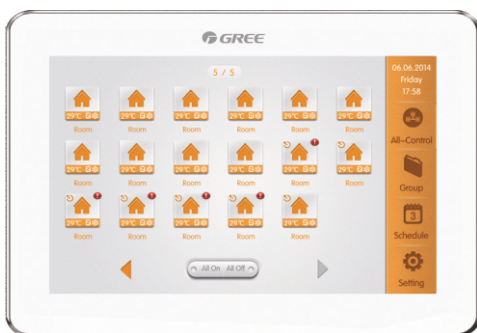 GREE
5 / 5
06.06.2014
Friday
17:58
29℃ 29℃ 29℃ 29℃ 29℃ 29℃
Room Room Room Room Room Room
All-Control
29℃ 29℃ 29℃ 29℃ 29℃ 29℃
Room Room Room Room Room Room
Group
29℃ 29℃ 29℃ 29℃ 29℃
Room Room Room Room Room
3
Schedule
All On All Off
Setting